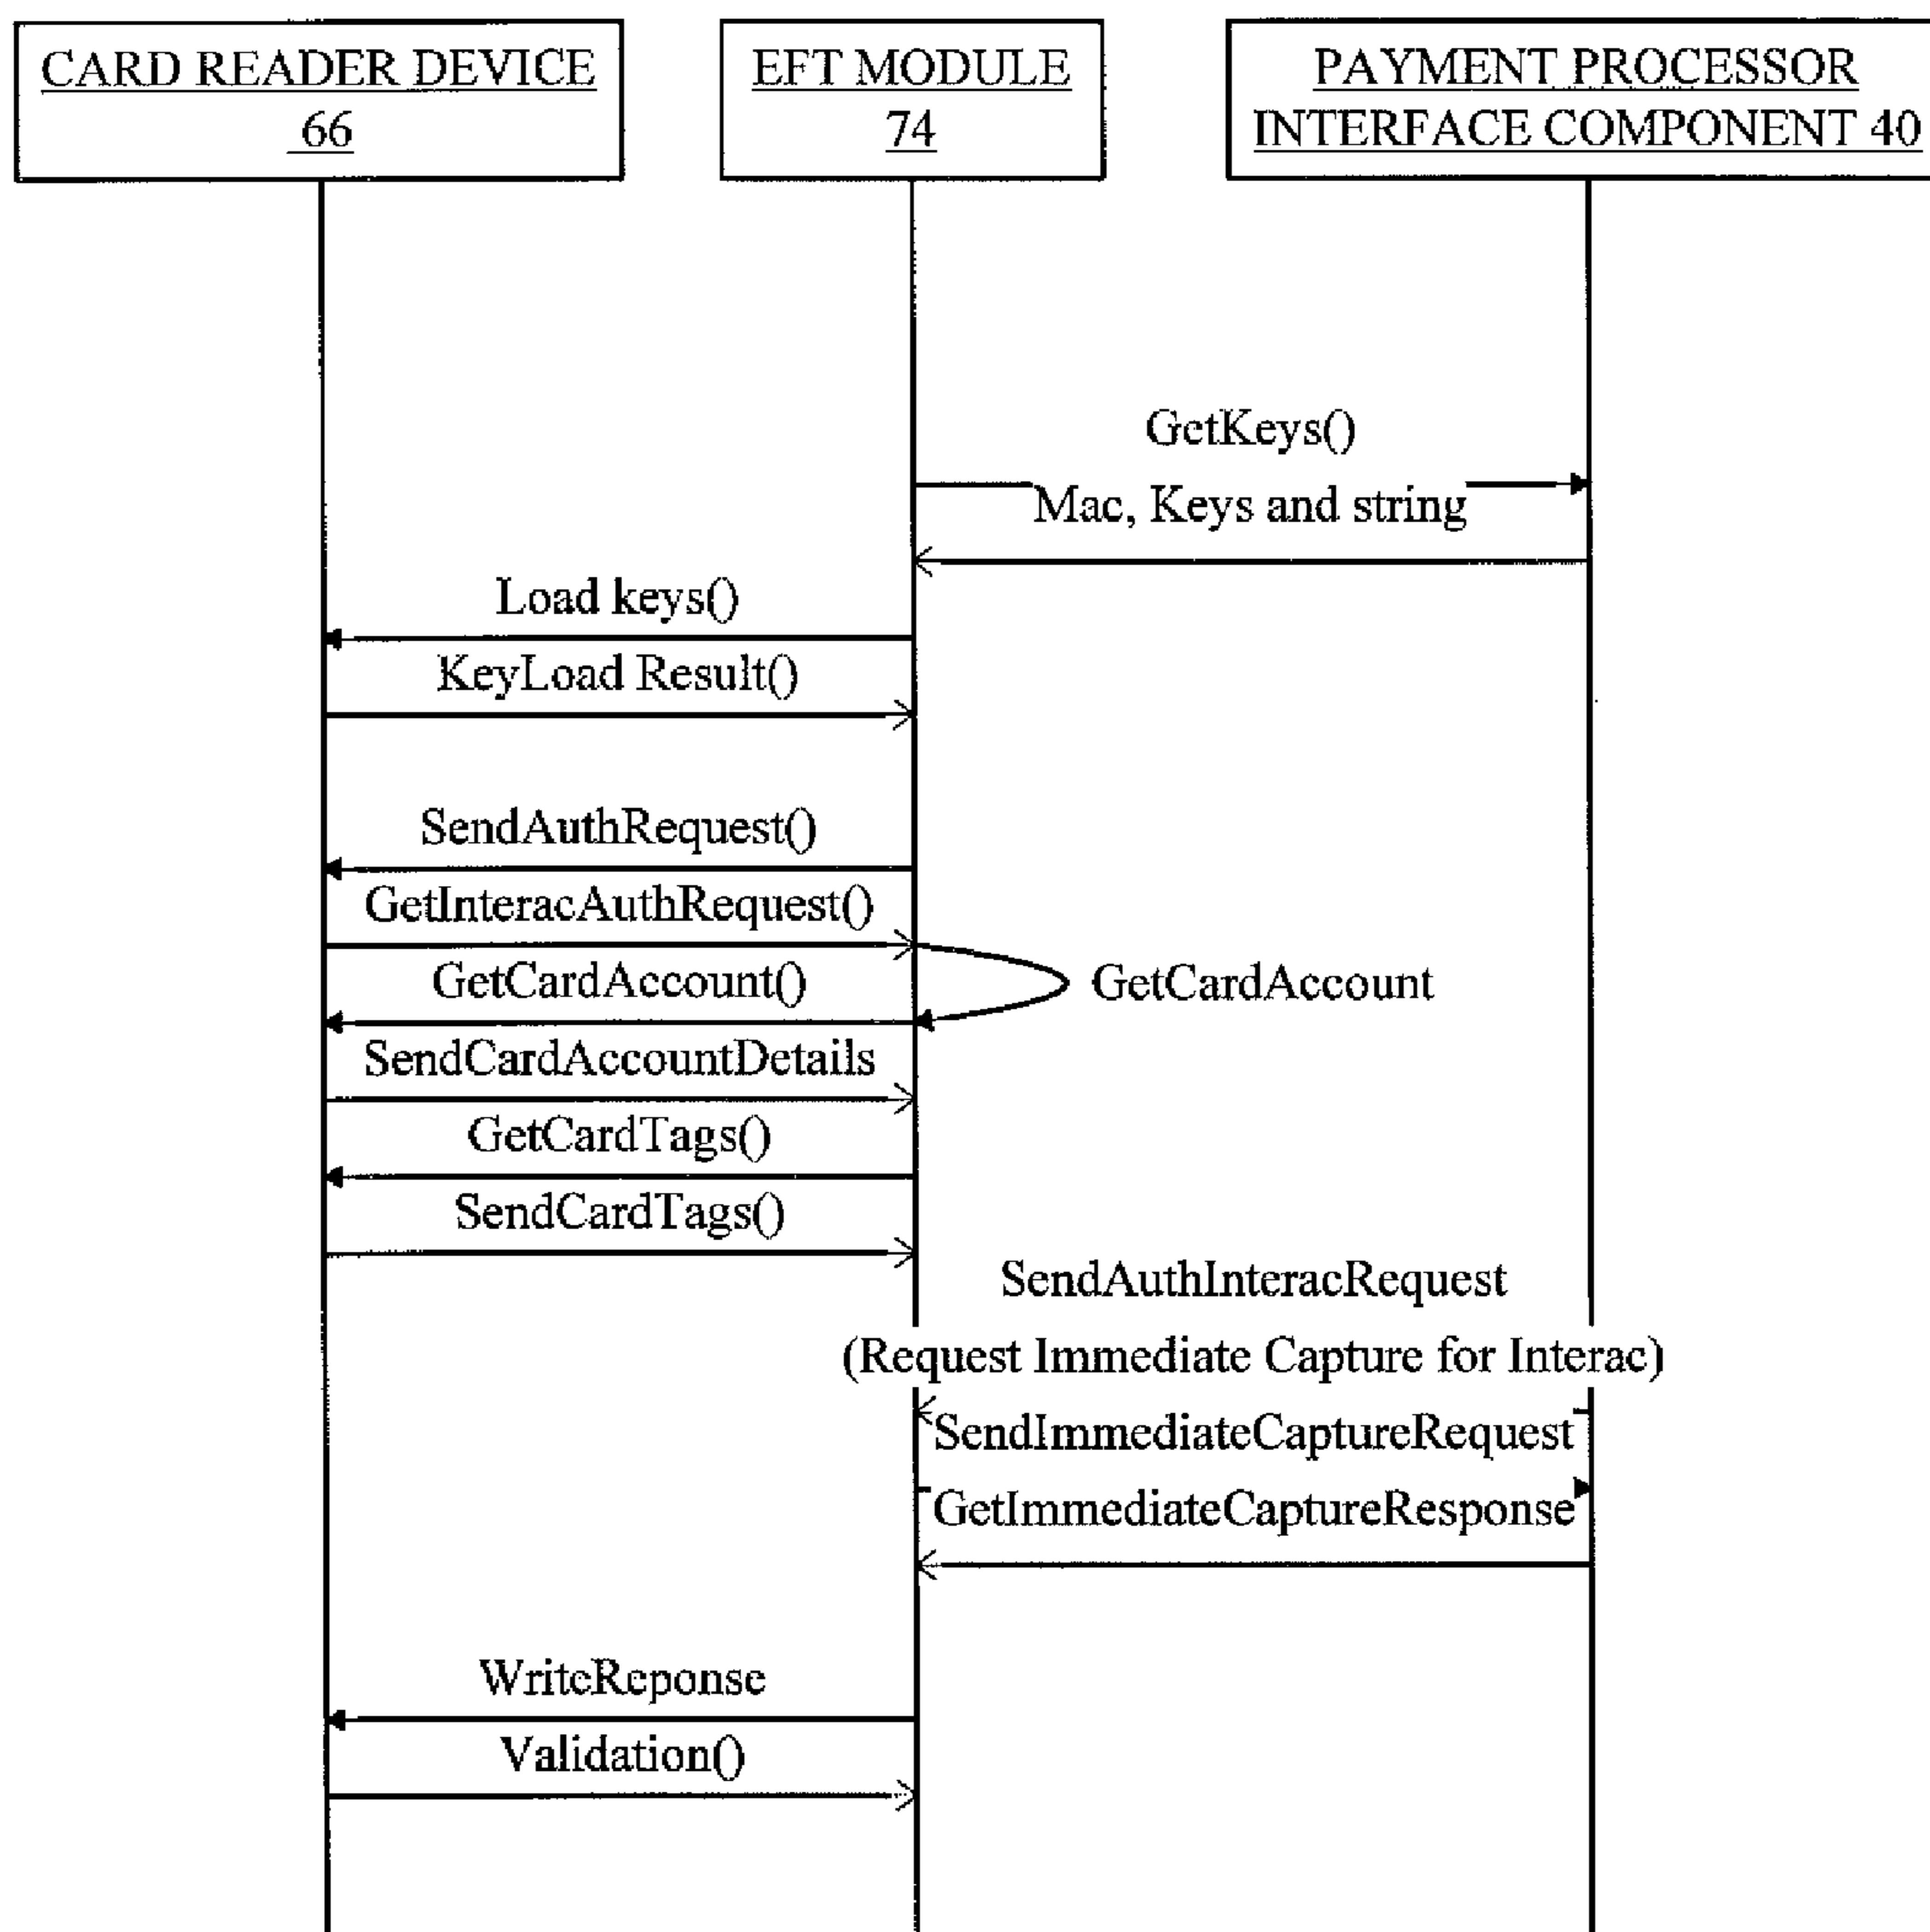 CARD READER DEVICE
66
EFT MODULE
74
PAYMENT PROCESSOR
INTERFACE COMPONENT 40
GetKeys()
Mac, Keys and string
Load keys()
KeyLoad Result()
SendAuthRequest()
GetInteracAuthRequest()
GetCardAccount()
GetCardAccount
SendCardAccountDetails
GetCardTags()
SendCardTags()
SendAuthInteracRequest
(Request Immediate Capture for Interac)
SendImmediateCaptureRequest
GetImmediateCaptureResponse
WriteReponse
Validation()